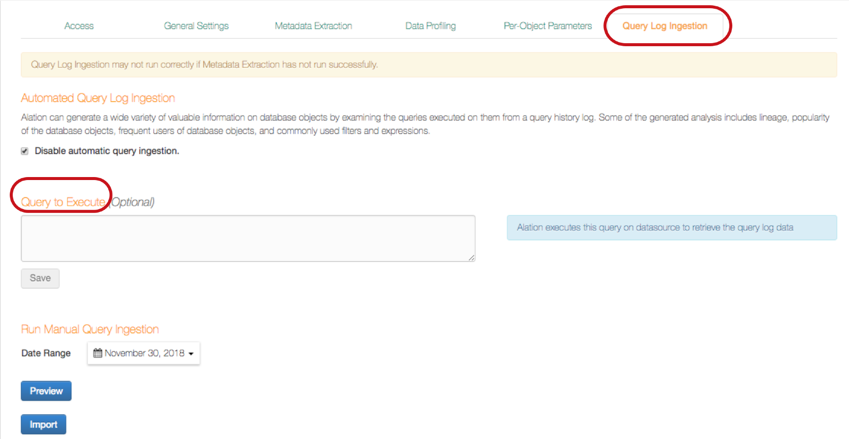 Access General Settings Metadata Extraction Data Profiling Per-Object Parameters Query Log Ingestion
Query Log Ingestion may not run correctly if Metadata Extraction has not run successfully.
Automated Query Log Ingestion
Alation can generate a wide variety of valuable information on database objects by examining the queries executed on them from a query history log. Some of the generated analysis includes lineage, popularity
of the database objects, frequent users of database objects, and commonly used filters and expressions.
Disable automatic query ingestion.
Query to Execute (Optional)
Alation executes this query on datasource to retrieve the query log data
Save
Run Manual Query Ingestion
Date Range November 30, 2018
Preview
Import